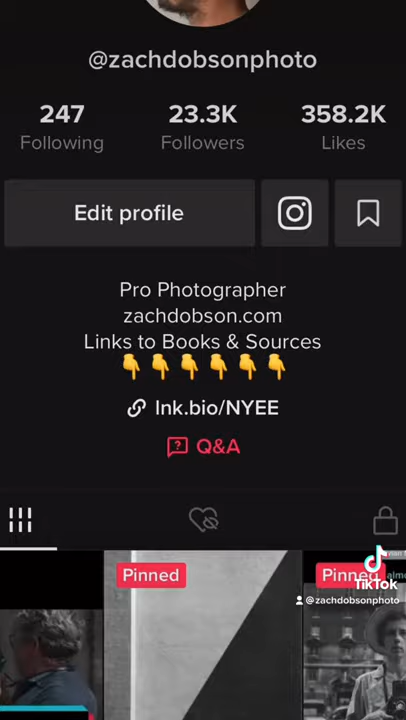 @zachdobsonphoto
247 23.3K 358.2K
Following Followers Likes
Edit profile
Pro Photographer
zachdobson.com
Links to Books & Sources
👇👇👇👇👇👇
lnk.bio/NYEE
Q&A
Pinned Pinned
TikTok
@zachdobsonphoto